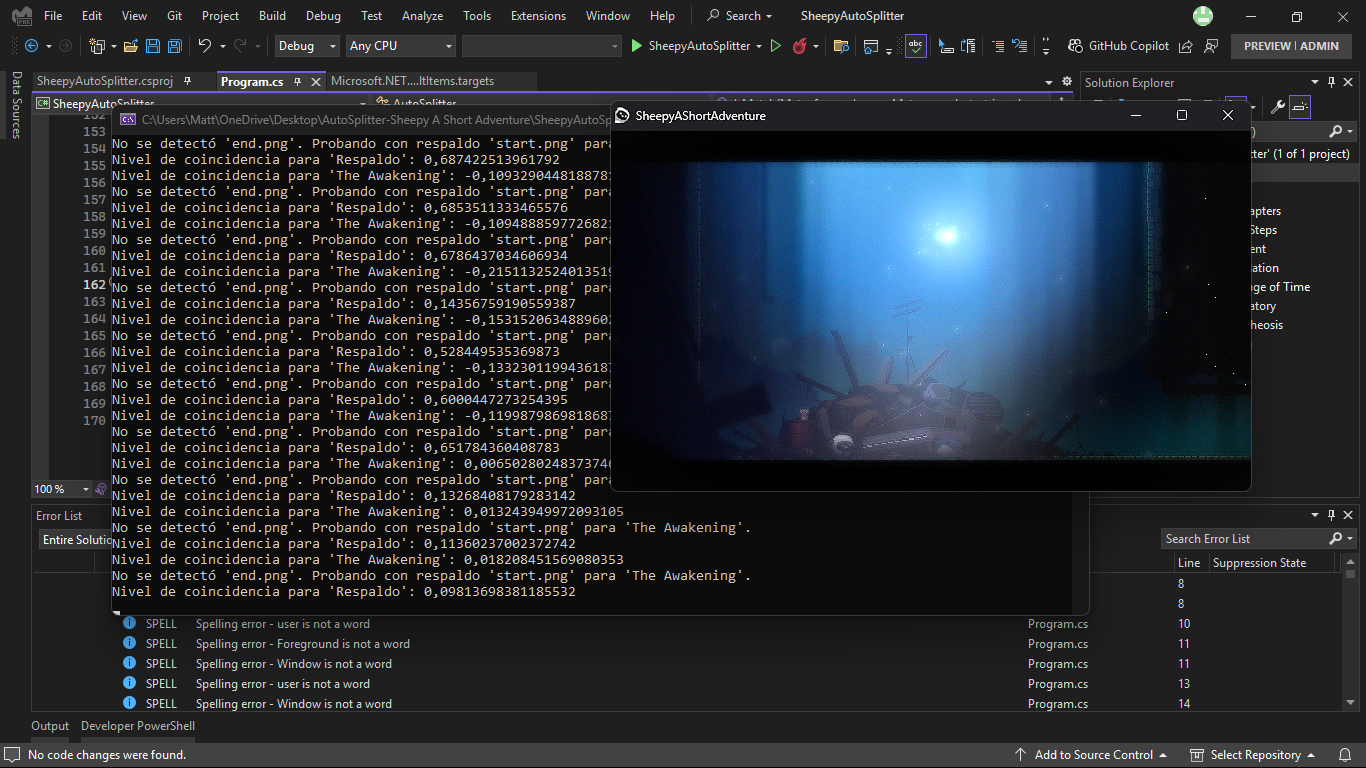 File Edit View Git Project Build Debug Test Analyze Tools Extensions Window Help Search SheepyAutoSplitter
Debug Any CPU SheepyAutoSplitter GitHub Copilot PREVIEW | ADMIN
Data Sources
SheepyAutoSplitter.csproj Program.cs Microsoft.NET....ItItems.targets
Solution Explorer
SheepyAutoSplitter AutoSplitter
C:\Users\Matt\OneDrive\Desktop\AutoSplitter-Sheepy A Short Adventure\SheepyAutoSp
SheepyAShortAdventure
152
153
154
155
156
157
158
159
160
161
162
163
164
165
166
167
168
169
170
No se detectó 'end.png'. Probando con respaldo 'start.png' para
Nivel de coincidencia para 'Respaldo': 0,687422513961792
Nivel de coincidencia para 'The Awakening': -0,109329044818878
No se detectó 'end.png'. Probando con respaldo 'start.png' para
Nivel de coincidencia para 'Respaldo': 0,6853511333465576
Nivel de coincidencia para 'The Awakening': -0,1094888597726821
No se detectó 'end.png'. Probando con respaldo 'start.png' para
Nivel de coincidencia para 'Respaldo': 0,6786437034606934
Nivel de coincidencia para 'The Awakening': -0,2151132524013519
No se detectó 'end.png'. Probando con respaldo 'start.png' para
Nivel de coincidencia para 'Respaldo': 0,14356759190559387
Nivel de coincidencia para 'The Awakening': -0,153152063488960
No se detectó 'end.png'. Probando con respaldo 'start.png' para
Nivel de coincidencia para 'Respaldo': 0,528449535369873
Nivel de coincidencia para 'The Awakening': -0,133230119943618
No se detectó 'end.png'. Probando con respaldo 'start.png' para
Nivel de coincidencia para 'Respaldo': 0,6000447273254395
Nivel de coincidencia para 'The Awakening': -0,119987986981868
No se detectó 'end.png'. Probando con respaldo 'start.png' para
Nivel de coincidencia para 'Respaldo': 0,651784360408783
Nivel de coincidencia para 'The Awakening': 0,00650280248373746
No se detectó 'end.png'. Probando con respaldo 'start.png' para
Nivel de coincidencia para 'Respaldo': 0,13268408179283142
Nivel de coincidencia para 'The Awakening': 0,013243949972093105
No se detectó 'end.png'. Probando con respaldo 'start.png' para 'The Awakening'.
Nivel de coincidencia para 'Respaldo': 0,11360237002372742
Nivel de coincidencia para 'The Awakening': 0,018208451569080353
No se detectó 'end.png'. Probando con respaldo 'start.png' para 'The Awakening'.
Nivel de coincidencia para 'Respaldo': 0,09813698381185532
tter' (1 of 1 project)
apters
Steps
ent
ation
ge of Time
atory
heosis
100 %
Error List
Entire Solutio
Search Error List
Line Suppression State
8
8
SPELL Spelling error - user is not a word Program.cs 10
SPELL Spelling error - Foreground is not a word Program.cs 11
SPELL Spelling error - Window is not a word Program.cs 11
SPELL Spelling error - user is not a word Program.cs 13
SPELL Spelling error - Window is not a word Program.cs 14
Output Developer PowerShell
No code changes were found. Add to Source Control Select Repository